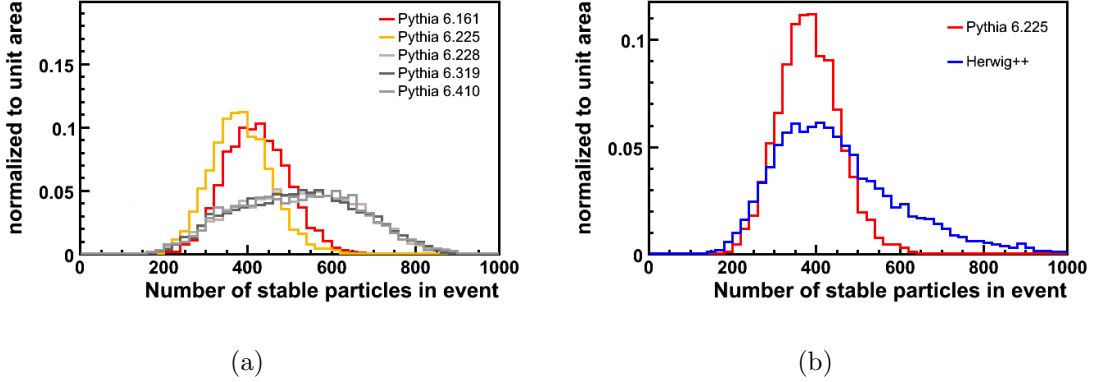 normalized to unit area
0.15
0.1
0.05
0
Pythia 6.161
Pythia 6.225
Pythia 6.228
Pythia 6.319
Pythia 6.410
0 200 400 600 800 1000
Number of stable particles in event
(a)
normalized to unit area
0.1
0.05
0
Pythia 6.225
Herwig++
0 200 400 600 800 1000
Number of stable particles in event
(b)